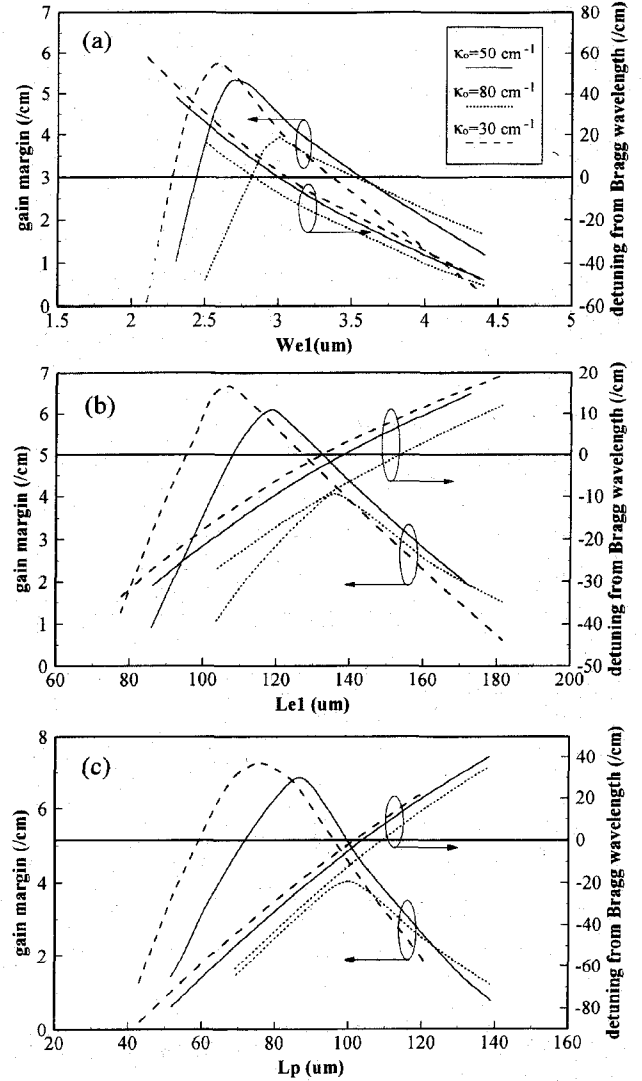 (a)
7
6
5
4
3
2
1
0
gain margin (/cm)
80
60
40
20
0
-20
-40
-60
detuning from Bragg wavelength (/cm)
κ₀=50 cm⁻¹
κ₀=80 cm⁻¹
κ₀=30 cm⁻¹
1.5 2 2.5 3 3.5 4 4.5 5
We1(um)
(b)
7
6
5
4
3
2
1
0
gain margin (/cm)
20
10
0
-10
-20
-30
-40
-50
detuning from Bragg wavelength (/cm)
60 80 100 120 140 160 180 200
Le1 (um)
(c)
8
6
4
2
0
gain margin (/cm)
40
20
0
-20
-40
-60
-80
detuning from Bragg wavelength (/cm)
20 40 60 80 100 120 140 160
Lp (um)